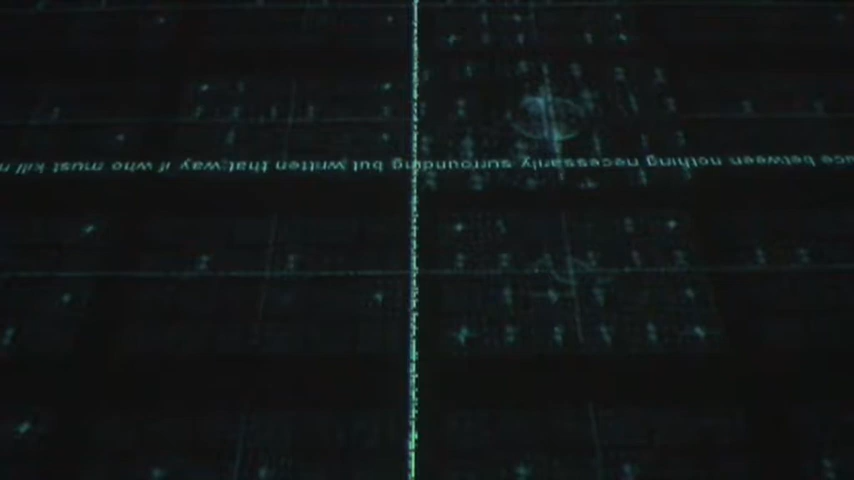 between nothing necessarily surrounding but written that way if who must kill